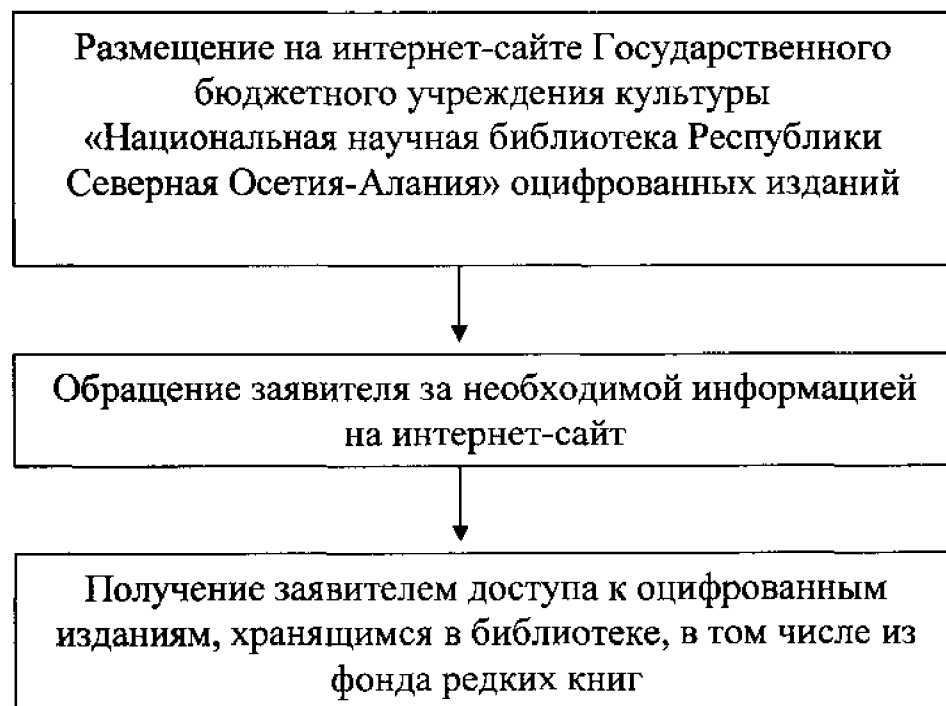 Размещение на интернет-сайте Государственного
бюджетного учреждения культуры
«Национальная научная библиотека Республики
Северная Осетия-Алания» оцифрованных изданий
Обращение заявителя за необходимой информацией
на интернет-сайт
Получение заявителем доступа к оцифрованным
изданиям, хранящимся в библиотеке, в том числе из
фонда редких книг